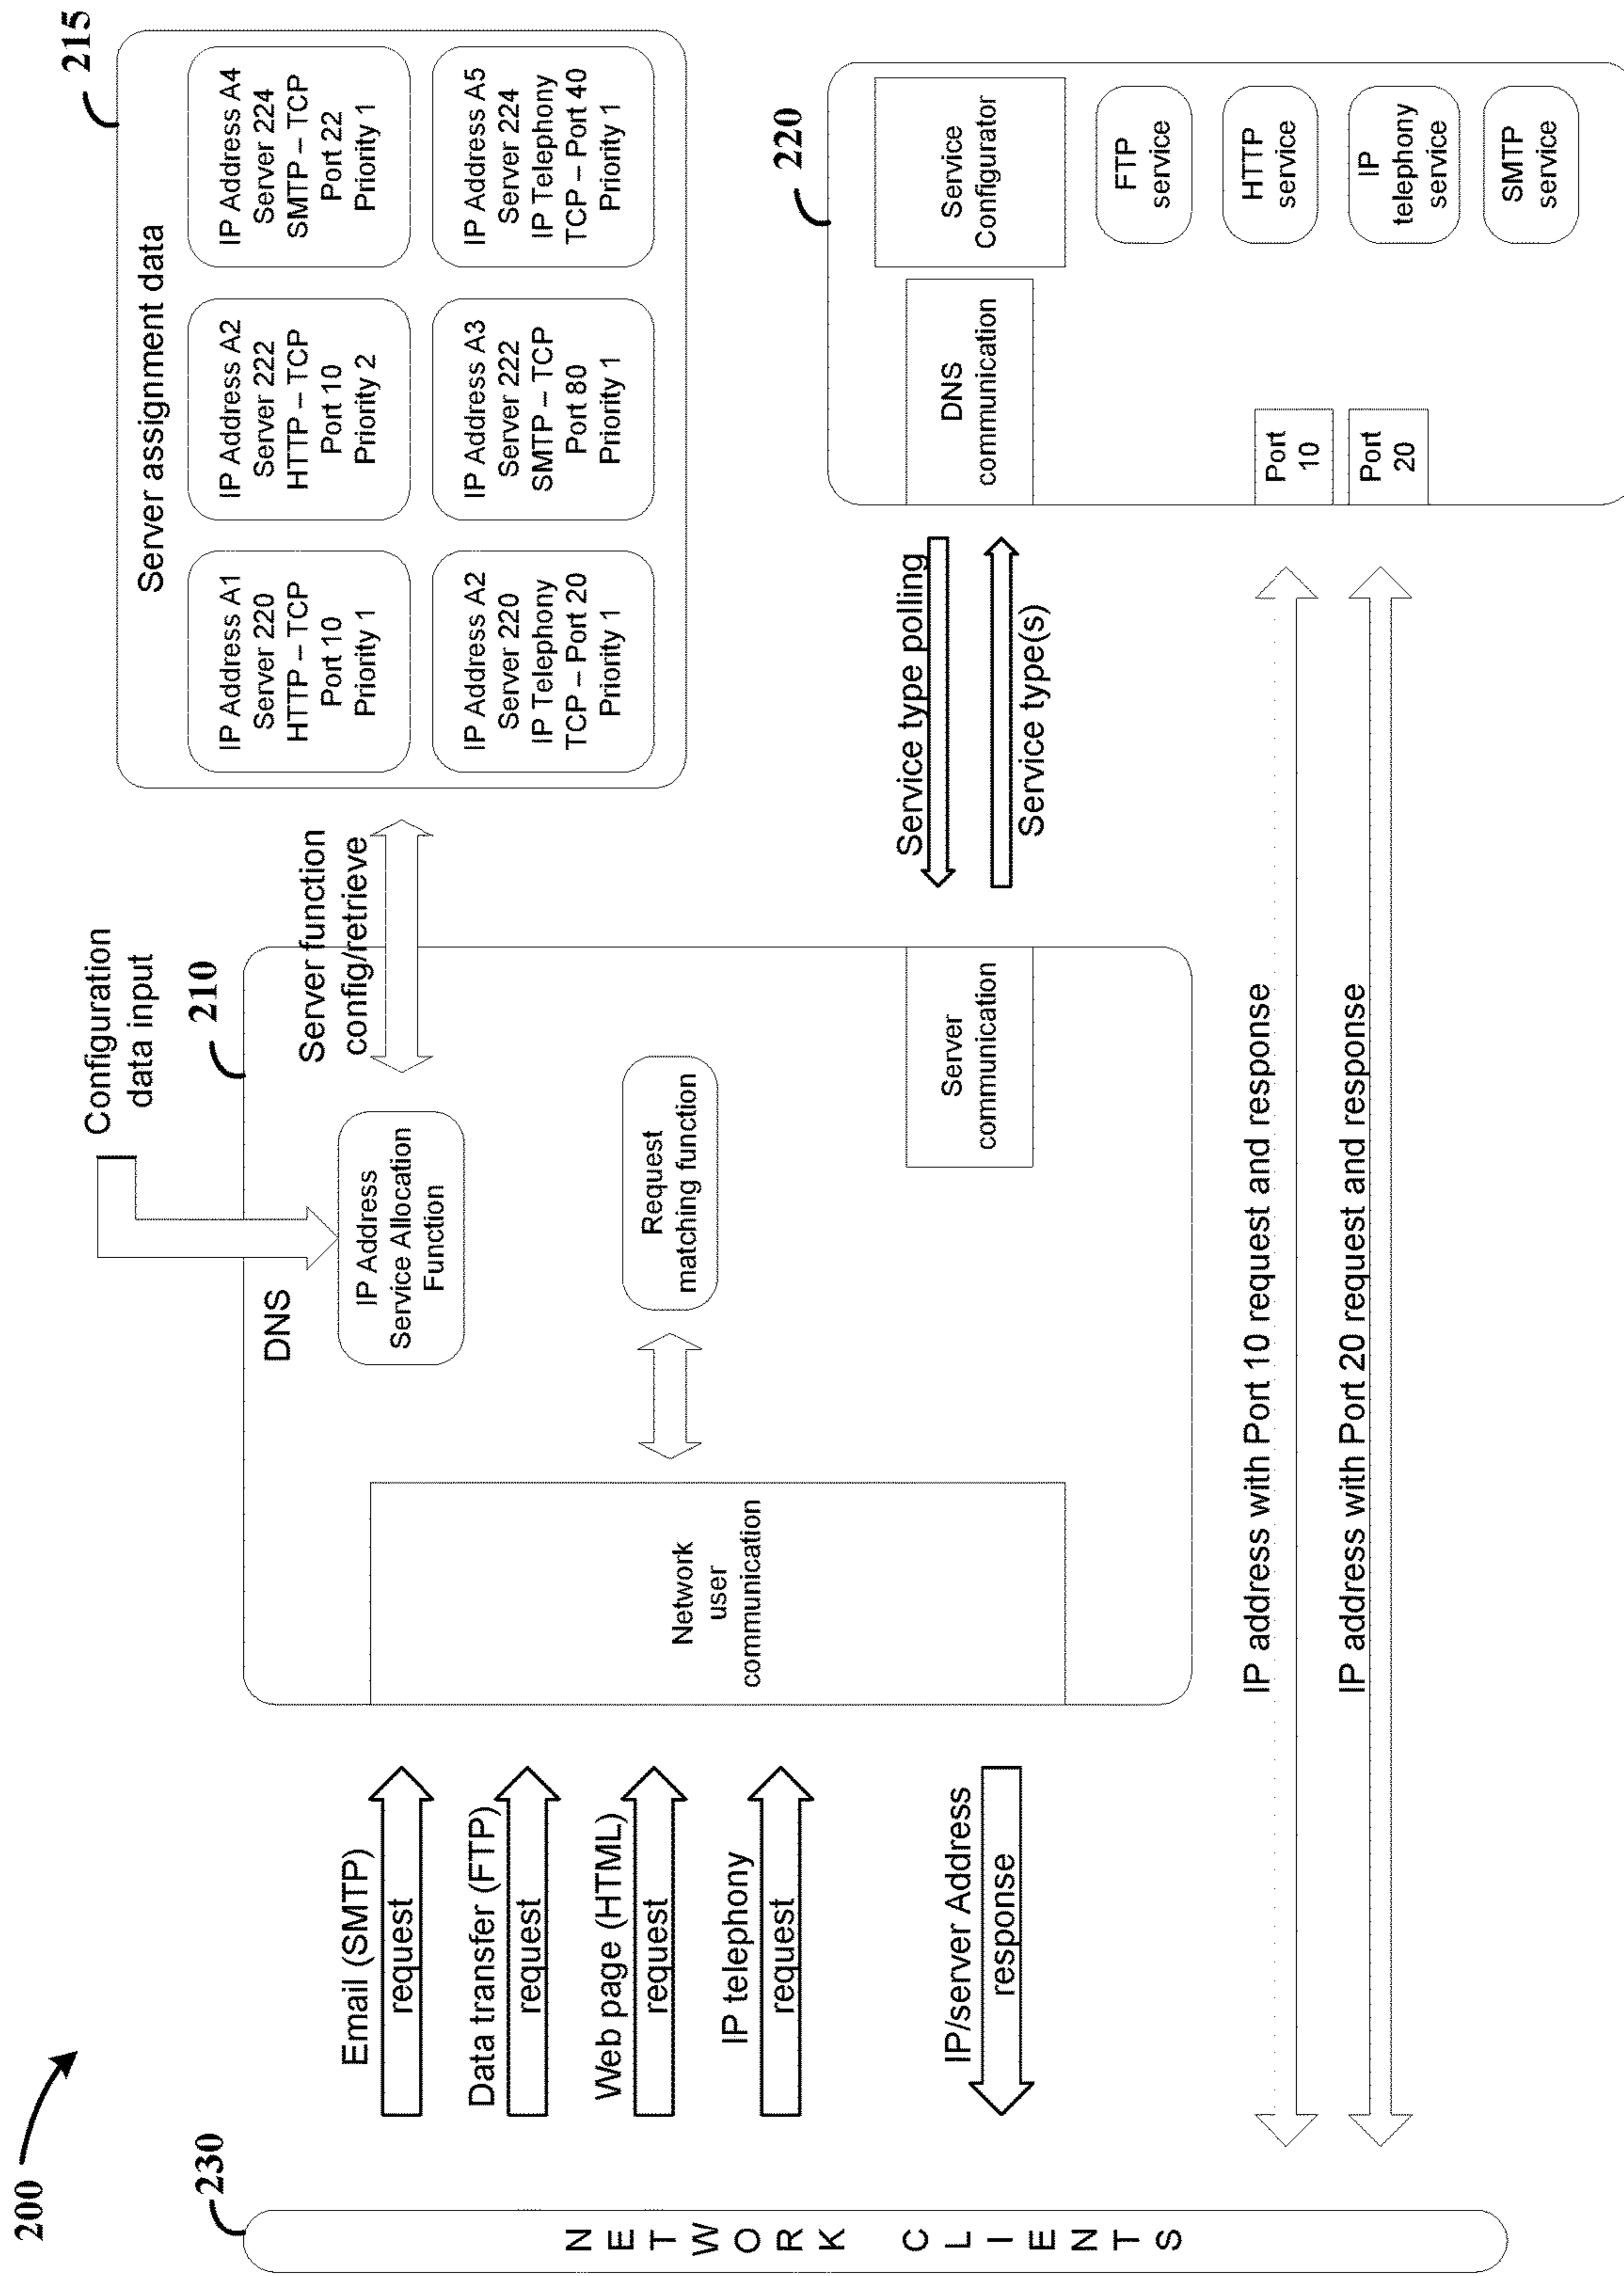 200
230
NETWORK CLIENTS
Email (SMTP)
request
Data transfer (FTP)
request
Web page (HTML)
request
IP telephony
request
IP/server Address
response
Configuration
data input
210
DNS
IP Address
Service Allocation
Function
Network
user
communication
Request
matching function
Server
communication
Server function
config/retrieve
215
Server assignment data
IP Address A1
Server 220
HTTP – TCP
Port 10
Priority 1
IP Address A2
Server 222
HTTP – TCP
Port 10
Priority 2
IP Address A4
Server 224
SMTP – TCP
Port 22
Priority 1
IP Address A2
Server 220
IP Telephony
TCP – Port 20
Priority 1
IP Address A3
Server 222
SMTP – TCP
Port 80
Priority 1
IP Address A5
Server 224
IP Telephony
TCP – Port 40
Priority 1
Service type polling
Service type(s)
220
DNS
communication
Service
Configurator
FTP
service
HTTP
service
IP
telephony
service
SMTP
service
Port
10
Port
20
IP address with Port 10 request and response
IP address with Port 20 request and response